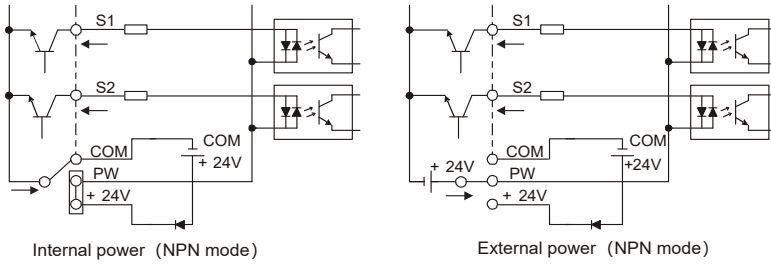 S1
S2
COM
COM
+ 24V
PW
+ 24V
Internal power (NPN mode)
S1
S2
COM
COM
+24V
+ 24V
PW
+ 24V
External power (NPN mode)